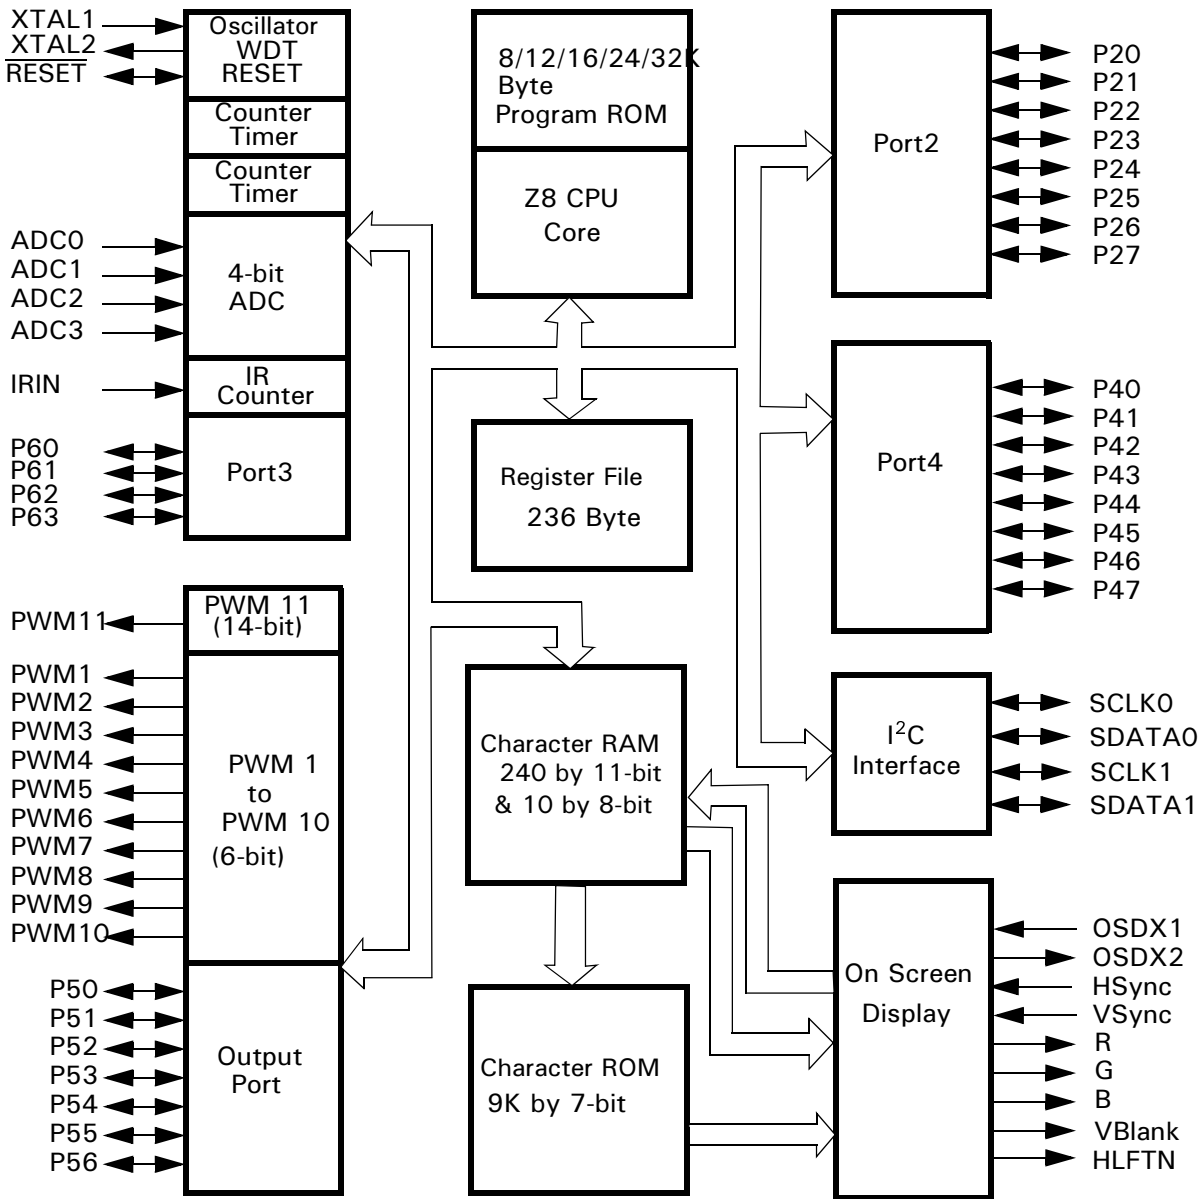 XTAL1
XTAL2
RESET
Oscillator
WDT
RESET
Counter
Timer
Counter
Timer
ADC0
ADC1
ADC2
ADC3
4-bit
ADC
IRIN
IR
Counter
P60
P61
P62
P63
Port3
PWM11
PWM 11
(14-bit)
PWM1
PWM2
PWM3
PWM4
PWM5
PWM6
PWM7
PWM8
PWM9
PWM10
PWM 1
to
PWM 10
(6-bit)
P50
P51
P52
P53
P54
P55
P56
Output
Port
8/12/16/24/32K
Byte
Program ROM
Z8 CPU
Core
Register File
236 Byte
Character RAM
240 by 11-bit
& 10 by 8-bit
Character ROM
9K by 7-bit
Port2
P20
P21
P22
P23
P24
P25
P26
P27
Port4
P40
P41
P42
P43
P44
P45
P46
P47
I²C
Interface
SCLK0
SDATA0
SCLK1
SDATA1
On Screen
Display
OSDX1
OSDX2
HSync
VSync
R
G
B
VBlank
HLFTN